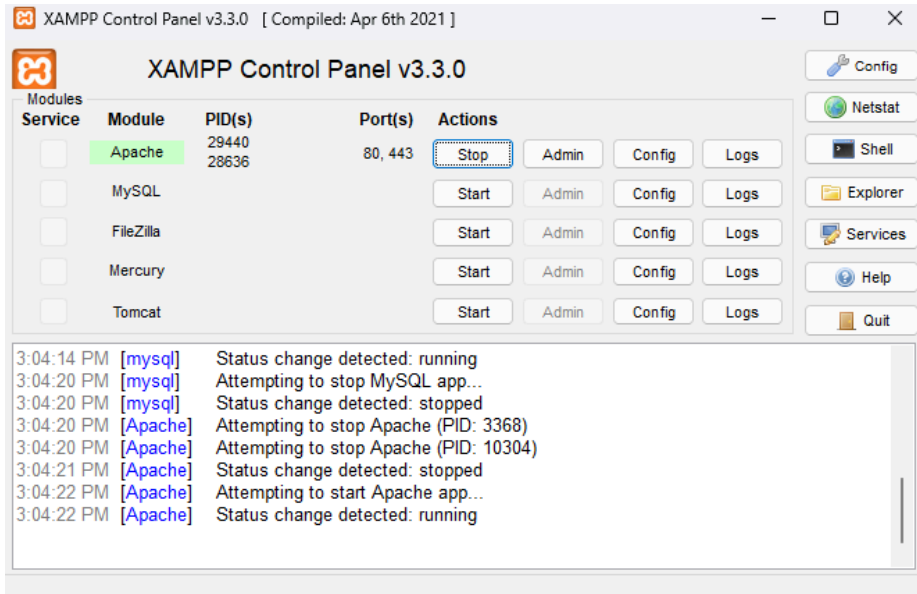 XAMPP Control Panel v3.3.0 [ Compiled: Apr 6th 2021 ]
XAMPP Control Panel v3.3.0
Config
Modules
Service Module PID(s) Port(s) Actions
Netstat
Apache 29440 28636 80, 443 Stop Admin Config Logs
Shell
MySQL Start Admin Config Logs
Explorer
FileZilla Start Admin Config Logs
Services
Mercury Start Admin Config Logs
Help
Tomcat Start Admin Config Logs
Quit
3:04:14 PM [mysql] Status change detected: running
3:04:20 PM [mysql] Attempting to stop MySQL app...
3:04:20 PM [mysql] Status change detected: stopped
3:04:20 PM [Apache] Attempting to stop Apache (PID: 3368)
3:04:20 PM [Apache] Attempting to stop Apache (PID: 10304)
3:04:21 PM [Apache] Status change detected: stopped
3:04:22 PM [Apache] Attempting to start Apache app...
3:04:22 PM [Apache] Status change detected: running